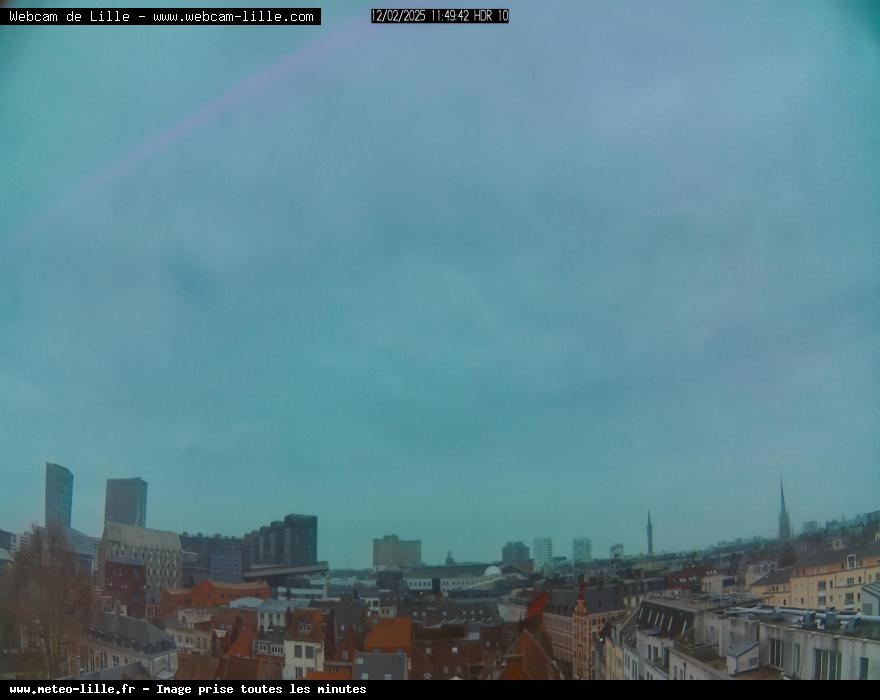 Webcam de Lille - www.webcam-lille.com
12/02/2025 11:49:42 HDR 10
www.meteo-lille.fr - Image prise toutes les minutes